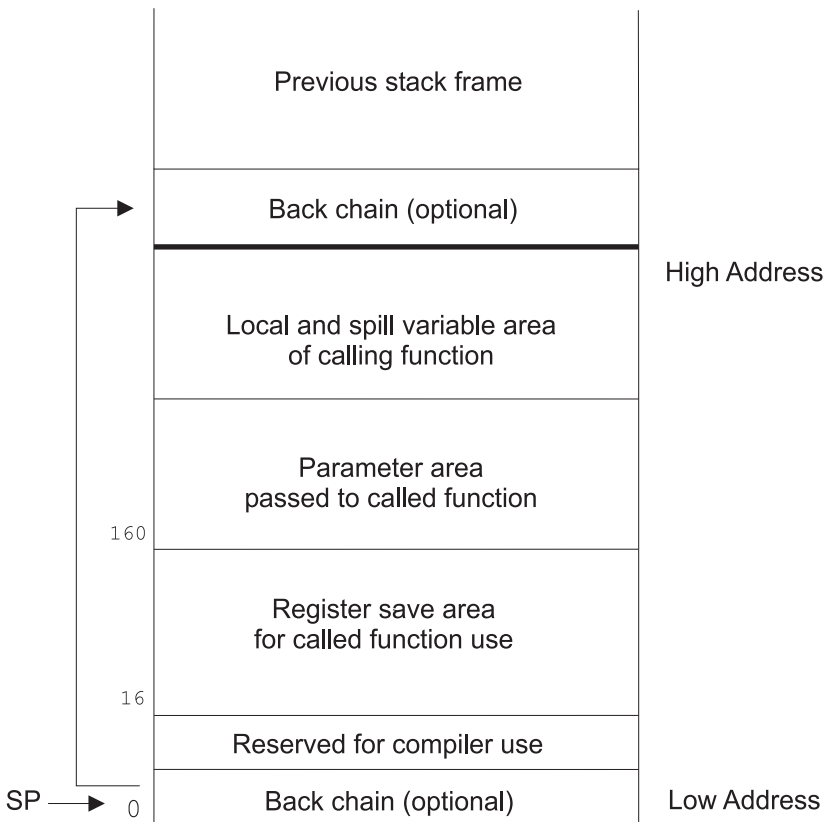 Previous stack frame
Back chain (optional)
High Address
Local and spill variable area
of calling function
Parameter area
passed to called function
160
Register save area
for called function use
16
Reserved for compiler use
SP
0
Back chain (optional)
Low Address